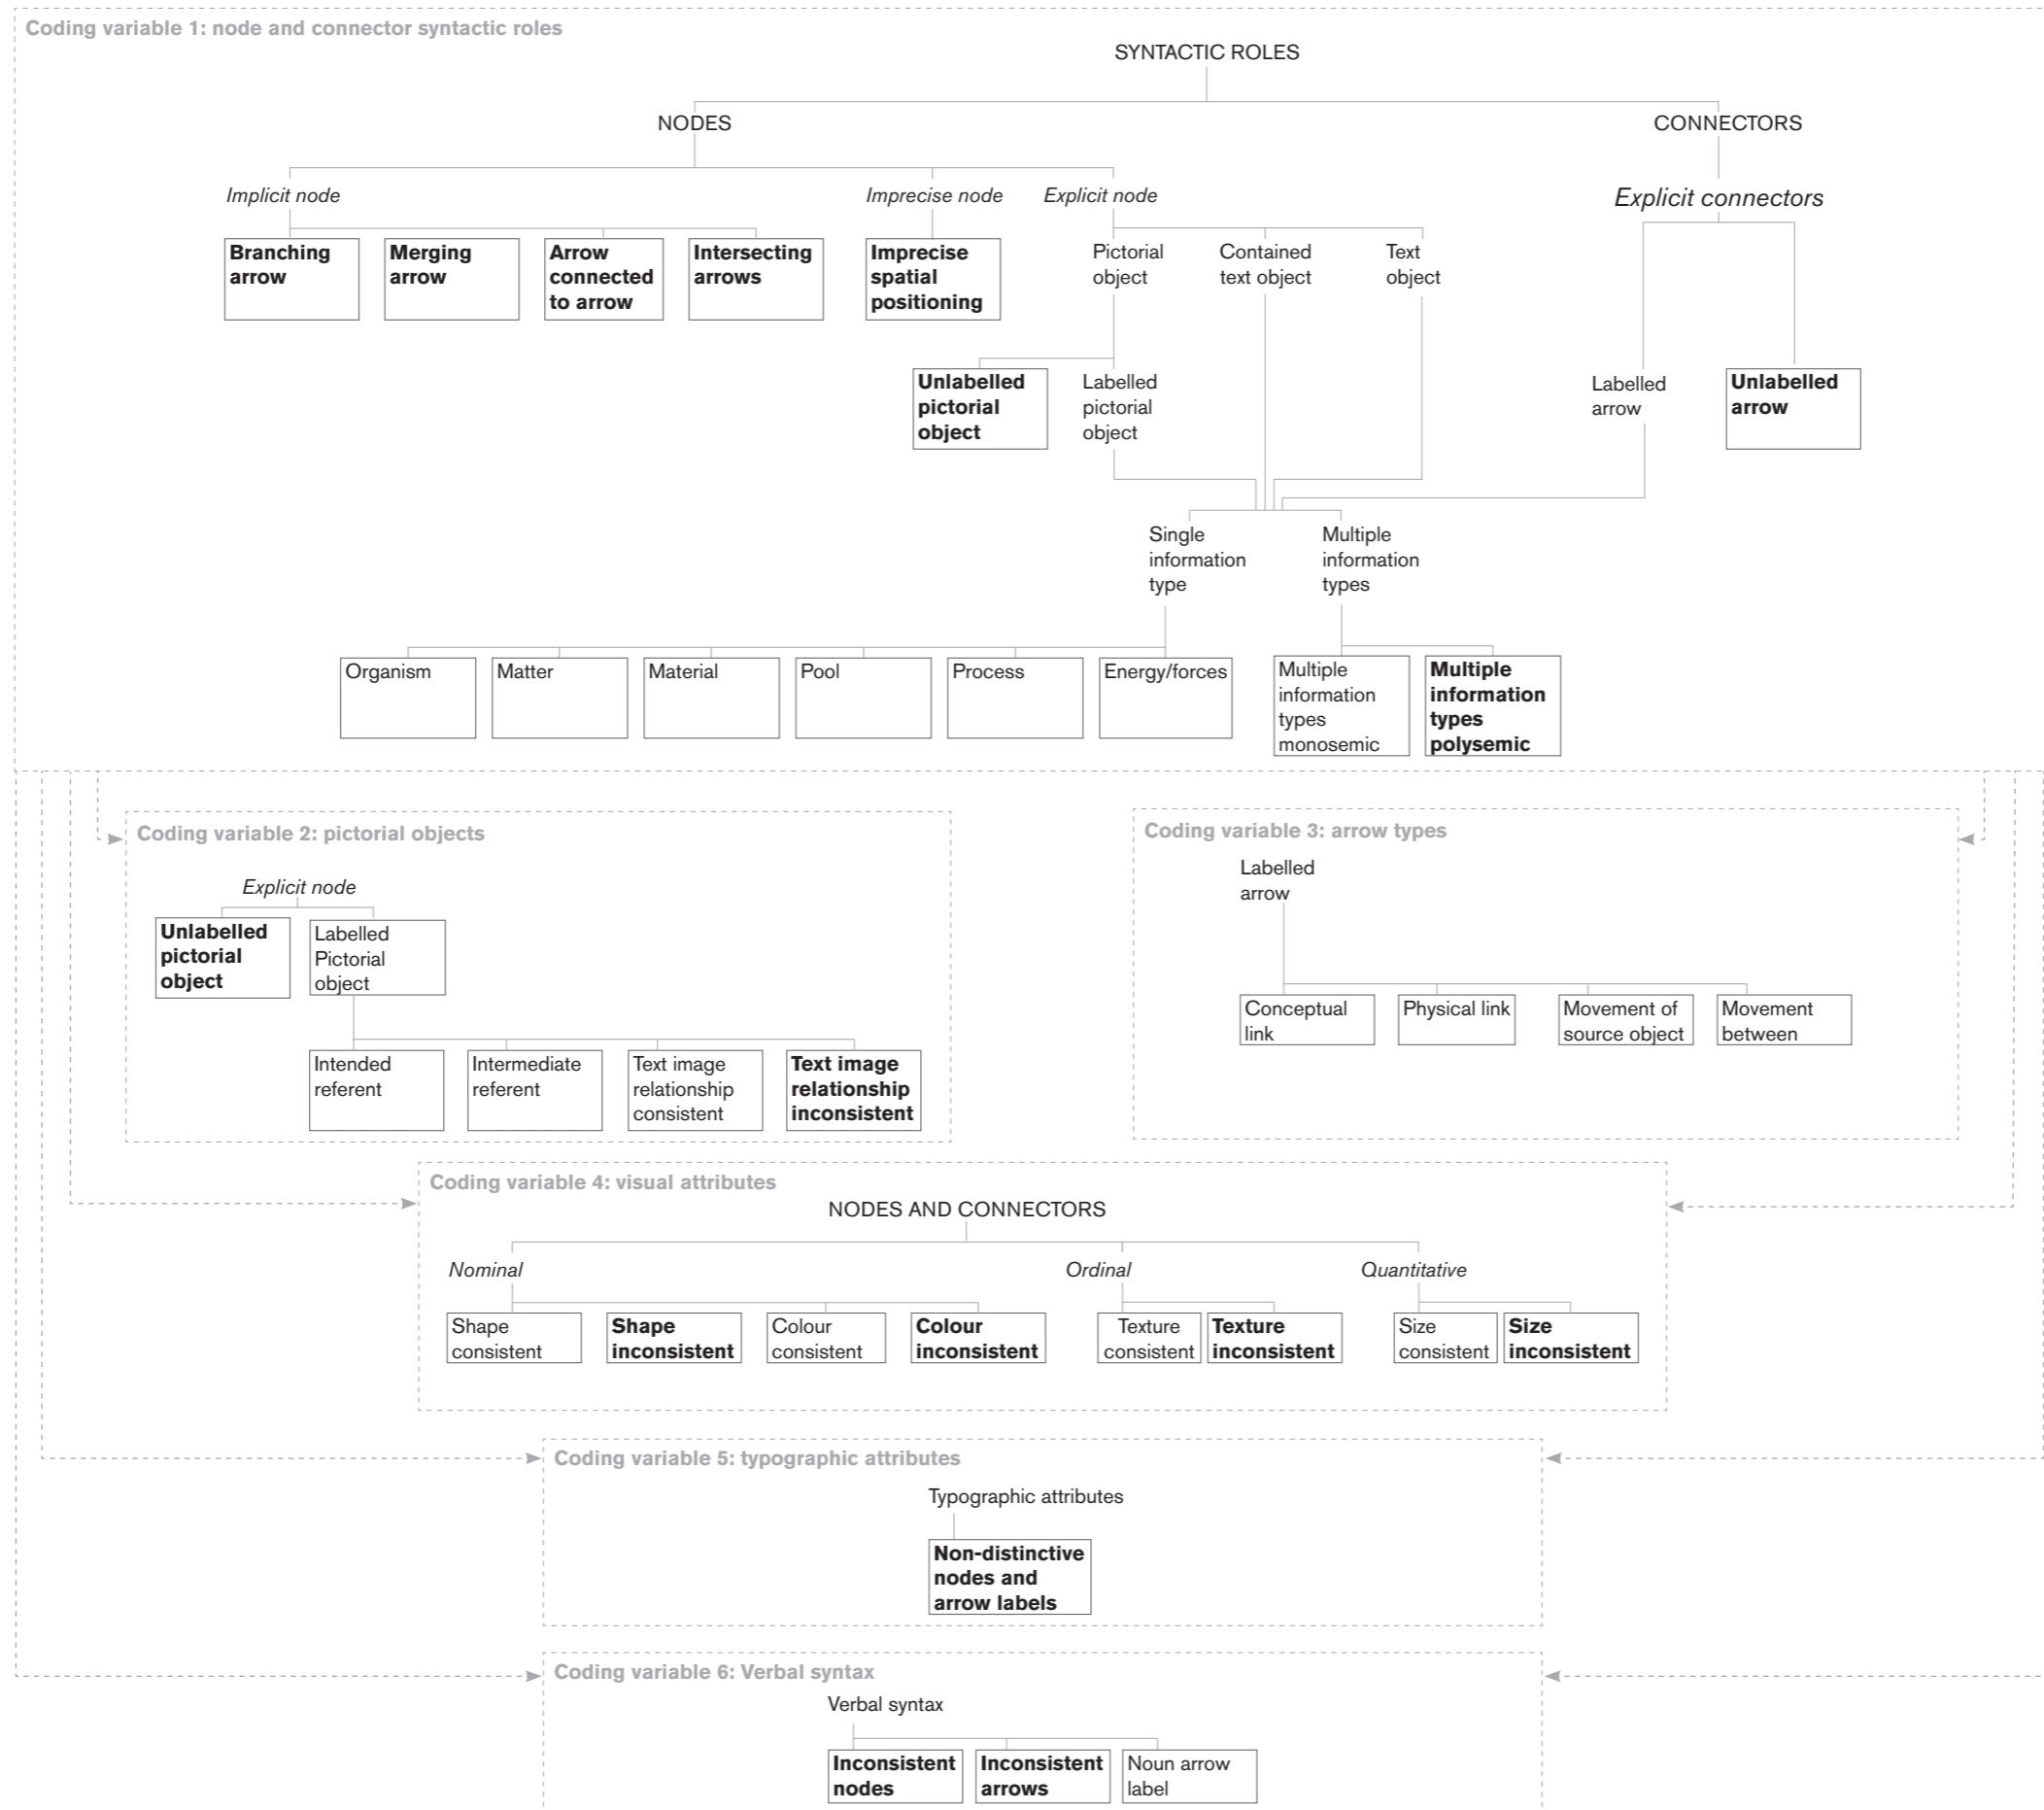 Coding variable 1: node and connector syntactic roles
SYNTACTIC ROLES
NODES
CONNECTORS
Implicit node
Imprecise node
Explicit node
Explicit connectors
Branching
arrow
Merging
arrow
Arrow
connected
to arrow
Intersecting
arrows
Imprecise
spatial
positioning
Pictorial
object
Contained
text object
Text
object
Unlabelled
pictorial
object
Labelled
pictorial
object
Labelled
arrow
Unlabelled
arrow
Single
information
type
Multiple
information
types
Organism
Matter
Material
Pool
Process
Energy/forces
Multiple
information
types
monosemic
Multiple
information
types
polysemic
Coding variable 2: pictorial objects
Explicit node
Unlabelled
pictorial
object
Labelled
Pictorial
object
Intended
referent
Intermediate
referent
Text image
relationship
consistent
Text image
relationship
inconsistent
Coding variable 3: arrow types
Labelled
arrow
Conceptual
link
Physical link
Movement of
source object
Movement
between
Coding variable 4: visual attributes
NODES AND CONNECTORS
Nominal
Ordinal
Quantitative
Shape
consistent
Shape
inconsistent
Colour
consistent
Colour
inconsistent
Texture
consistent
Texture
inconsistent
Size
consistent
Size
inconsistent
Coding variable 5: typographic attributes
Typographic attributes
Non-distinctive
nodes and
arrow labels
Coding variable 6: Verbal syntax
Verbal syntax
Inconsistent
nodes
Inconsistent
arrows
Noun arrow
label